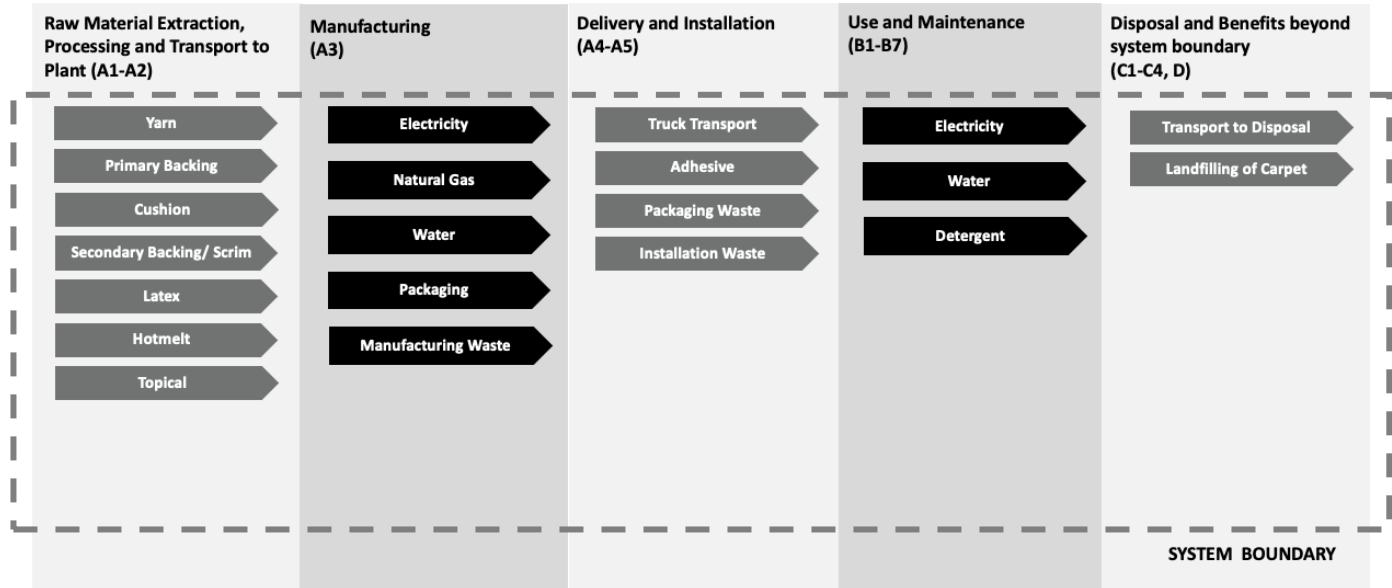 Raw Material Extraction,
Processing and Transport to
Plant (A1-A2)
Yarn
Primary Backing
Cushion
Secondary Backing/ Scrim
Latex
Hotmelt
Topical
Manufacturing
(A3)
Electricity
Natural Gas
Water
Packaging
Manufacturing Waste
Delivery and Installation
(A4-A5)
Truck Transport
Adhesive
Packaging Waste
Installation Waste
Use and Maintenance
(B1-B7)
Electricity
Water
Detergent
Disposal and Benefits beyond
system boundary
(C1-C4, D)
Transport to Disposal
Landfilling of Carpet
SYSTEM BOUNDARY